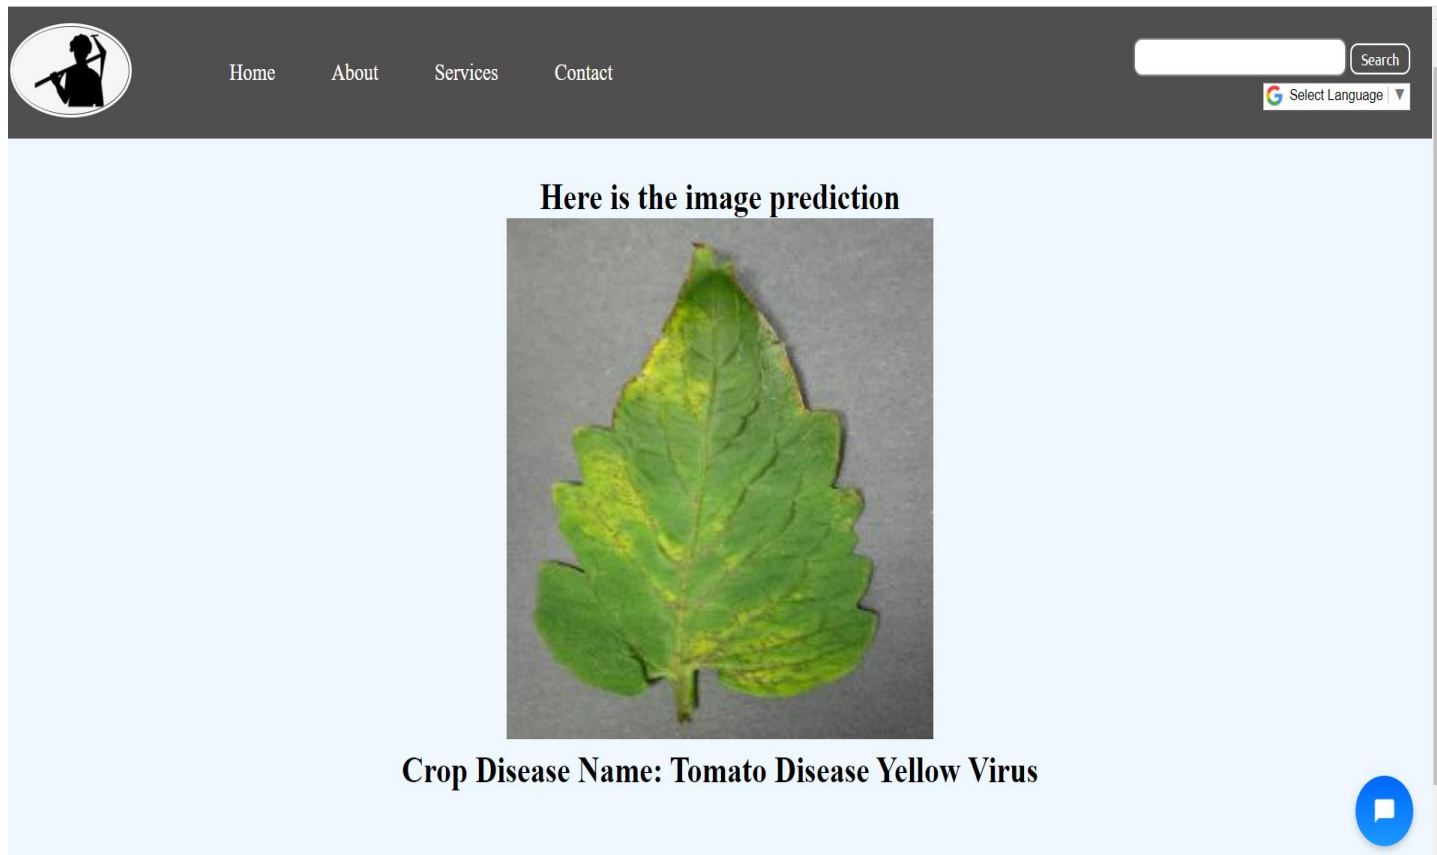 Home About Services Contact
Search
Select Language ▼
Here is the image prediction
Crop Disease Name: Tomato Disease Yellow Virus